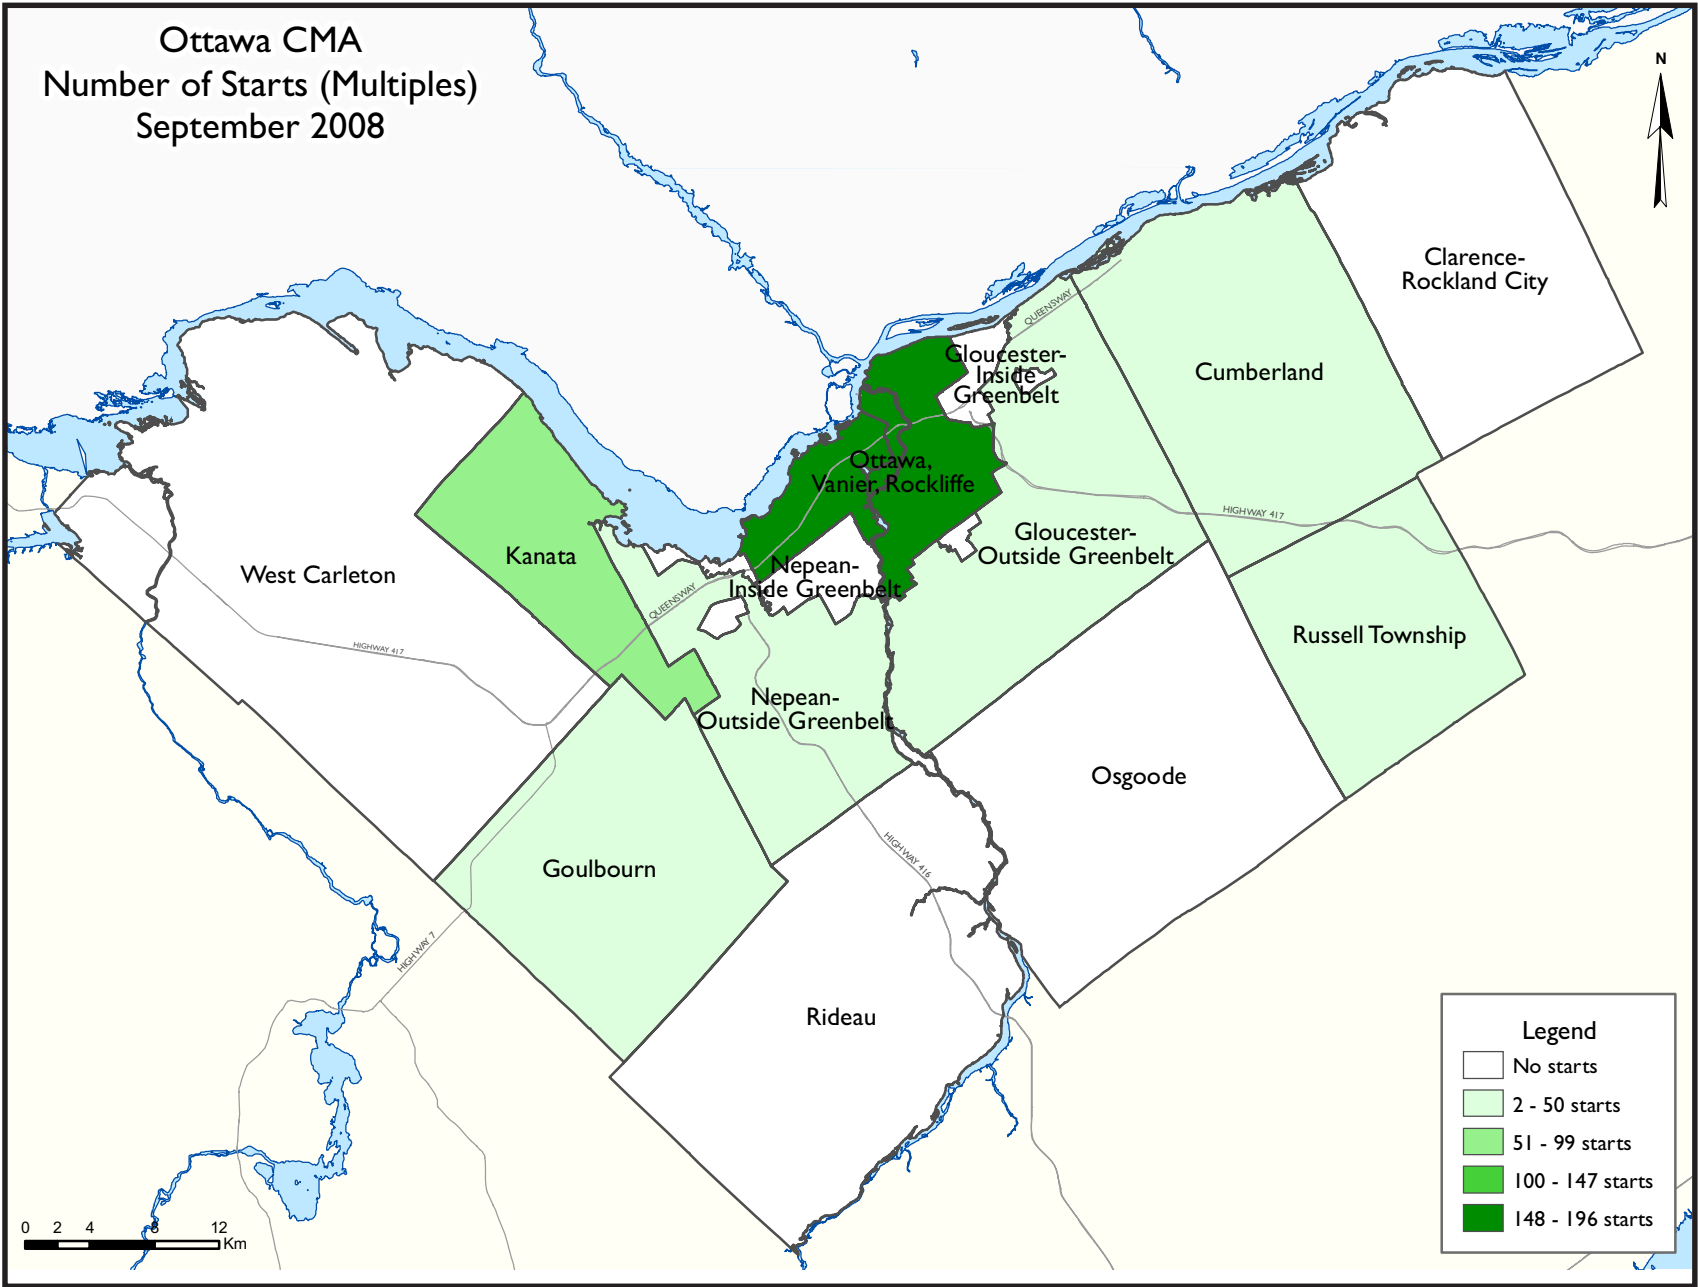 Ottawa CMA
Number of Starts (Multiples)
September 2008
N
Clarence-
Rockland City
QUEENSWAY
Gloucester-
Inside
Greenbelt
Cumberland
Ottawa,
Vanier, Rockliffe
HIGHWAY 417
Gloucester-
Outside Greenbelt
Kanata
West Carleton
Nepean-
Inside Greenbelt
QUEENSWAY
HIGHWAY 417
Russell Township
Nepean-
Outside Greenbelt
Osgoode
Goulbourn
HIGHWAY 416
HIGHWAY 7
Rideau
Legend
No starts
2 - 50 starts
51 - 99 starts
100 - 147 starts
148 - 196 starts
0 2 4 8 12
Km